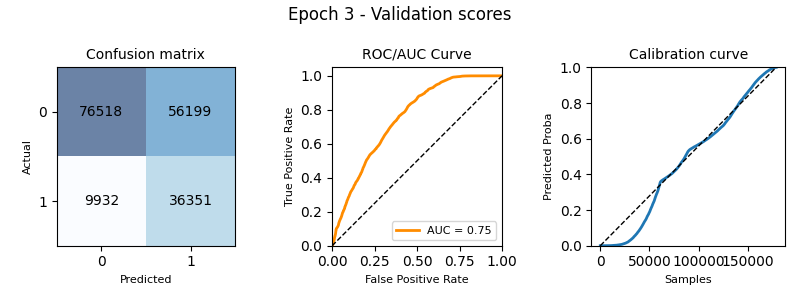 Epoch 3 - Validation scores
Confusion matrix
Actual
0
1
76518 56199
9932 36351
0 1
Predicted
ROC/AUC Curve
True Positive Rate
1.0
0.8
0.6
0.4
0.2
0.0
AUC = 0.75
0.00 0.25 0.50 0.75 1.00
False Positive Rate
Calibration curve
Predicted Proba
1.0
0.8
0.6
0.4
0.2
0.0
0 50000 100000 150000
Samples